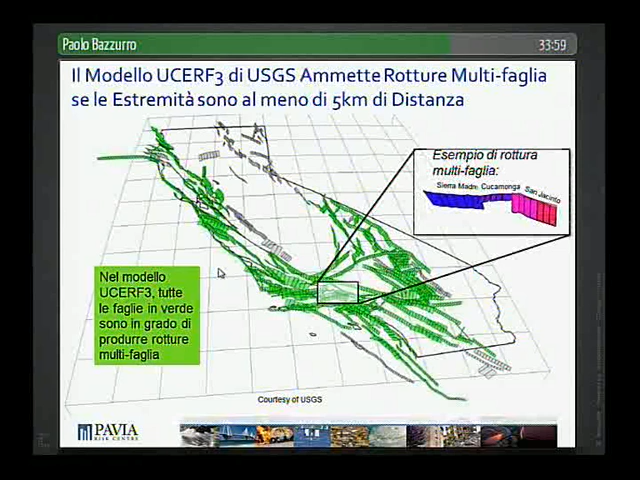 Paolo Bazzurro
33:59
Il Modello UCERF3 di USGS Ammette Rotture Multi-faglia
se le Estremità sono al meno di 5km di Distanza
Esempio di rottura
multi-faglia:
Sierra Madre Cucamonga San Jacinto
Nel modello
UCERF3, tutte
le faglie in verde
sono in grado di
produrre rotture
multi-faglia
Courtesy of USGS
PAVIA
RISK CENTRE